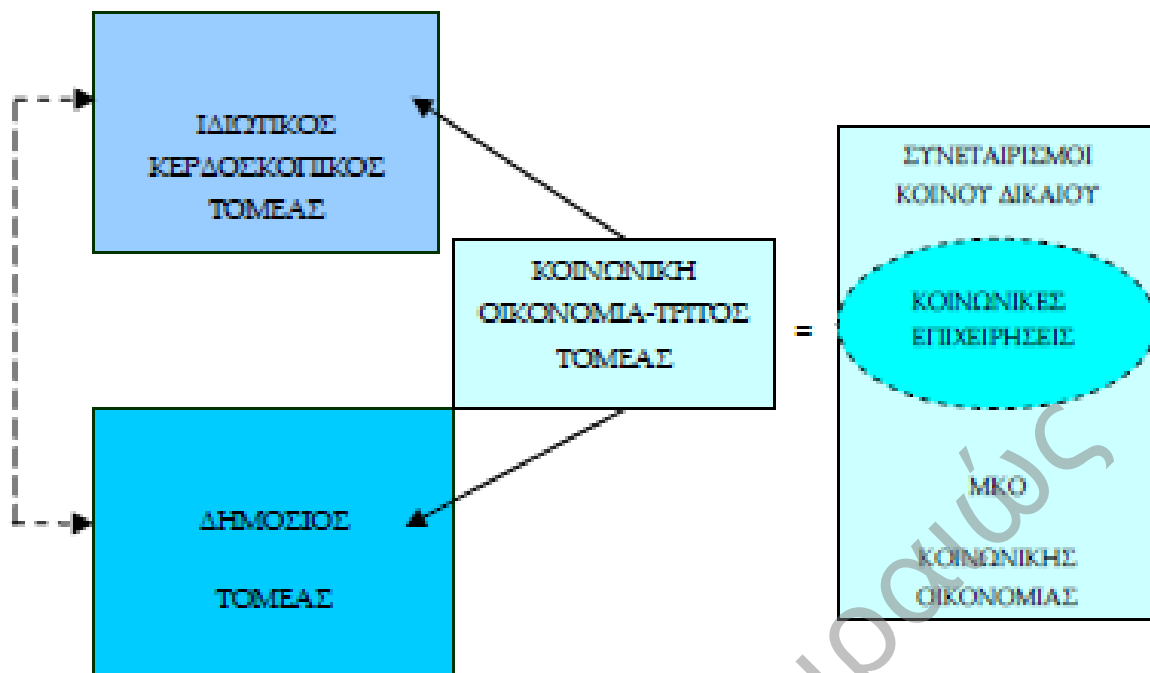 ΙΔΙΩΤΙΚΟΣ
ΚΕΡΔΟΣΚΟΠΙΚΟΣ
ΤΟΜΕΑΣ
ΚΟΙΝΩΝΙΚΗ
ΟΙΚΟΝΟΜΙΑ-ΤΡΙΤΟΣ
ΤΟΜΕΑΣ
ΔΗΜΟΣΙΟΣ
ΤΟΜΕΑΣ
=
ΣΥΝΕΤΑΙΡΙΣΜΟΙ
ΚΟΙΝΟΥ ΔΙΚΑΙΟΥ
ΚΟΙΝΩΝΙΚΕΣ
ΕΠΙΧΕΙΡΗΣΕΙΣ
ΜΚΟ
ΚΟΙΝΩΝΙΚΗΣ
ΟΙΚΟΝΟΜΙΑΣ